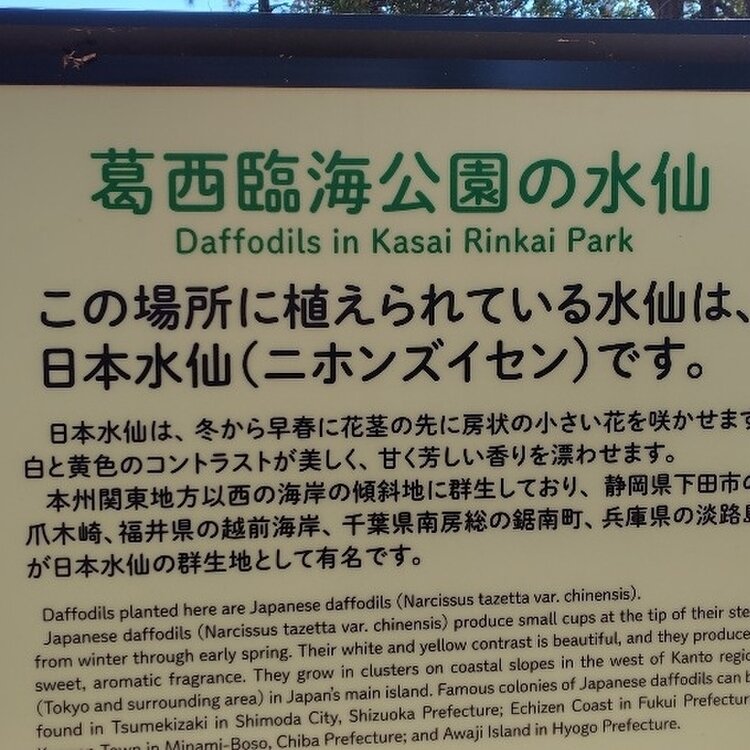 葛西臨海公園の水仙
Daffodils in Kasai Rinkai Park
この場所に植えられている水仙は、
日本水仙(ニホンズイセン)です。
日本水仙は、冬から早春に花茎の先に房状の小さい花を咲かせます
白と黄色のコントラストが美しく、甘く芳しい香りを漂わせます。
本州関東地方以西の海岸の傾斜地に群生しており、静岡県下田市の
爪木崎、福井県の越前海岸、千葉県南房総の鋸南町、兵庫県の淡路島
が日本水仙の群生地として有名です。
Daffodils planted here are Japanese daffodils (Narcissus tazetta var. chinensis).
Japanese daffodils (Narcissus tazetta var. chinensis) produce small cups at the tip of their
from winter through early spring. Their white and yellow contrast is beautiful, and they produce
sweet, aromatic fragrance. They grow in clusters on coastal slopes in the west of Kanto
(Tokyo and surrounding area) in Japan's main island. Famous colonies of Japanese daffodils can
found in Tsumekizaki in Shimoda City, Shizuoka Prefecture; Echizen Coast in Fukui
Town in Minami-Boso, Chiba Prefecture; and Awaji Island in Hyogo Prefecture.